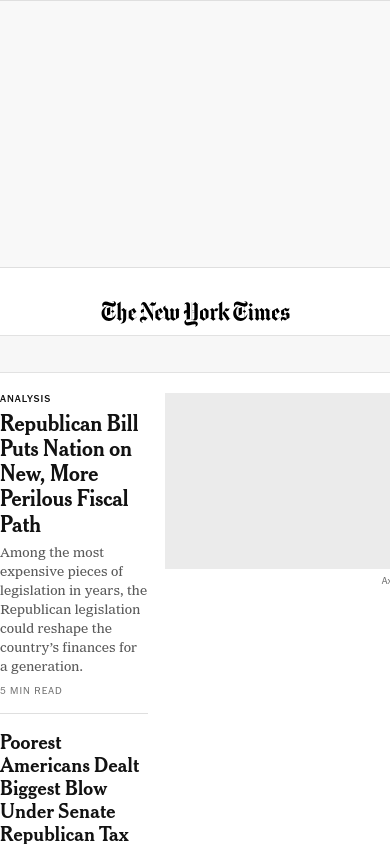 The New York Times
ANALYSIS
Republican Bill
Puts Nation on
New, More
Perilous Fiscal
Path
Among the most
expensive pieces of
legislation in years, the
Republican legislation
could reshape the
country’s finances for
a generation.
5 MIN READ
Poorest
Americans Dealt
Biggest Blow
Under Senate
Republican Tax